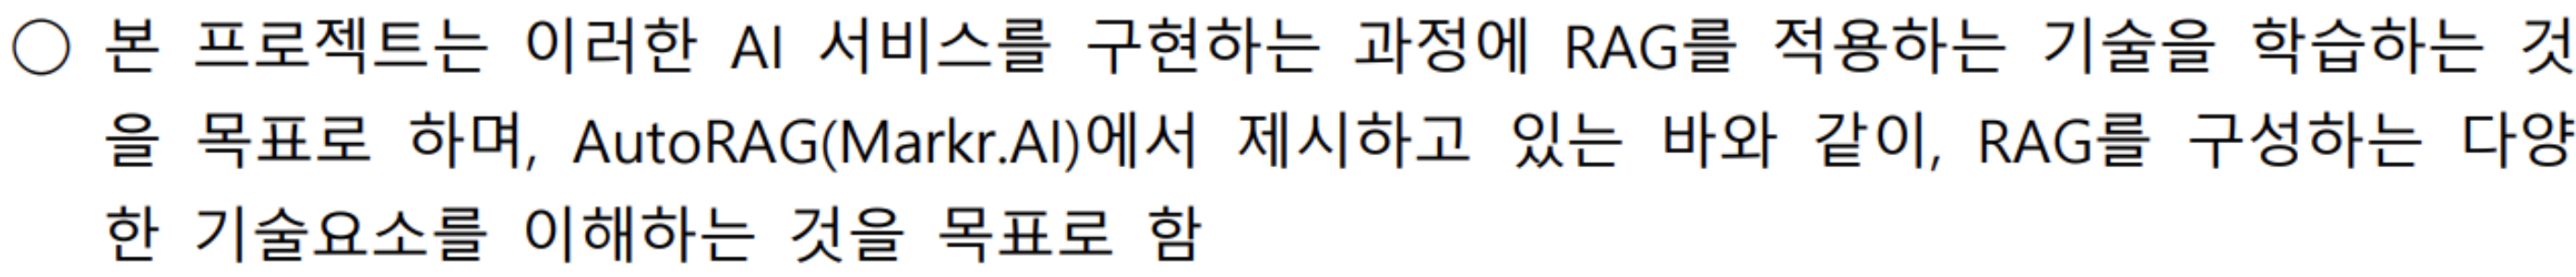 ○ 본 프로젝트는 이러한 AI 서비스를 구현하는 과정에 RAG를 적용하는 기술을 학습하는 것
을 목표로 하며, AutoRAG(Markr.AI)에서 제시하고 있는 바와 같이, RAG를 구성하는 다양
한 기술요소를 이해하는 것을 목표로 함